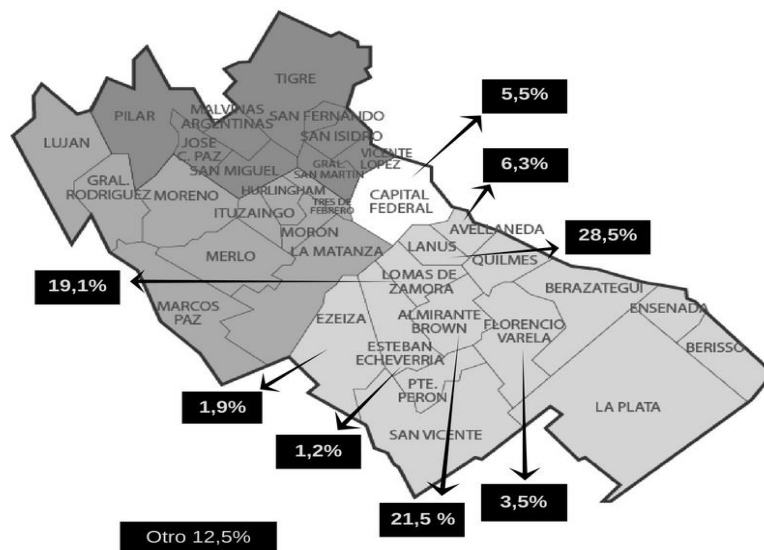 TIGRE
5,5%
PILAR
MALVINAS
ARGENTINAS
SAN FERNANDO
LUJAN
JOSE
C. PAZ
SAN ISIDRO
6,3%
SAN MIGUEL
GRAL.
SAN MARTIN
VICENTE
LOPEZ
GRAL.
RODRIGUEZ
MORENO
HURLINGHAM
ITUZAINGO
TRES DE
FEBRERO
CAPITAL
FEDERAL
MORON
AVELLANEDA
28,5%
MERLO
LA MATANZA
LANUS
QUILMES
19,1%
LOMAS DE
ZAMORA
BERAZATEGUI
MARCOS
PAZ
EZEIZA
ALMIRANTE
BROWN
FLORENCIO
VARELA
ENSENADA
ESTEBAN
ECHEVERRIA
BERISSO
PTE.
PERON
1,9%
LA PLATA
1,2%
SAN VICENTE
3,5%
21,5 %
Otro 12,5%